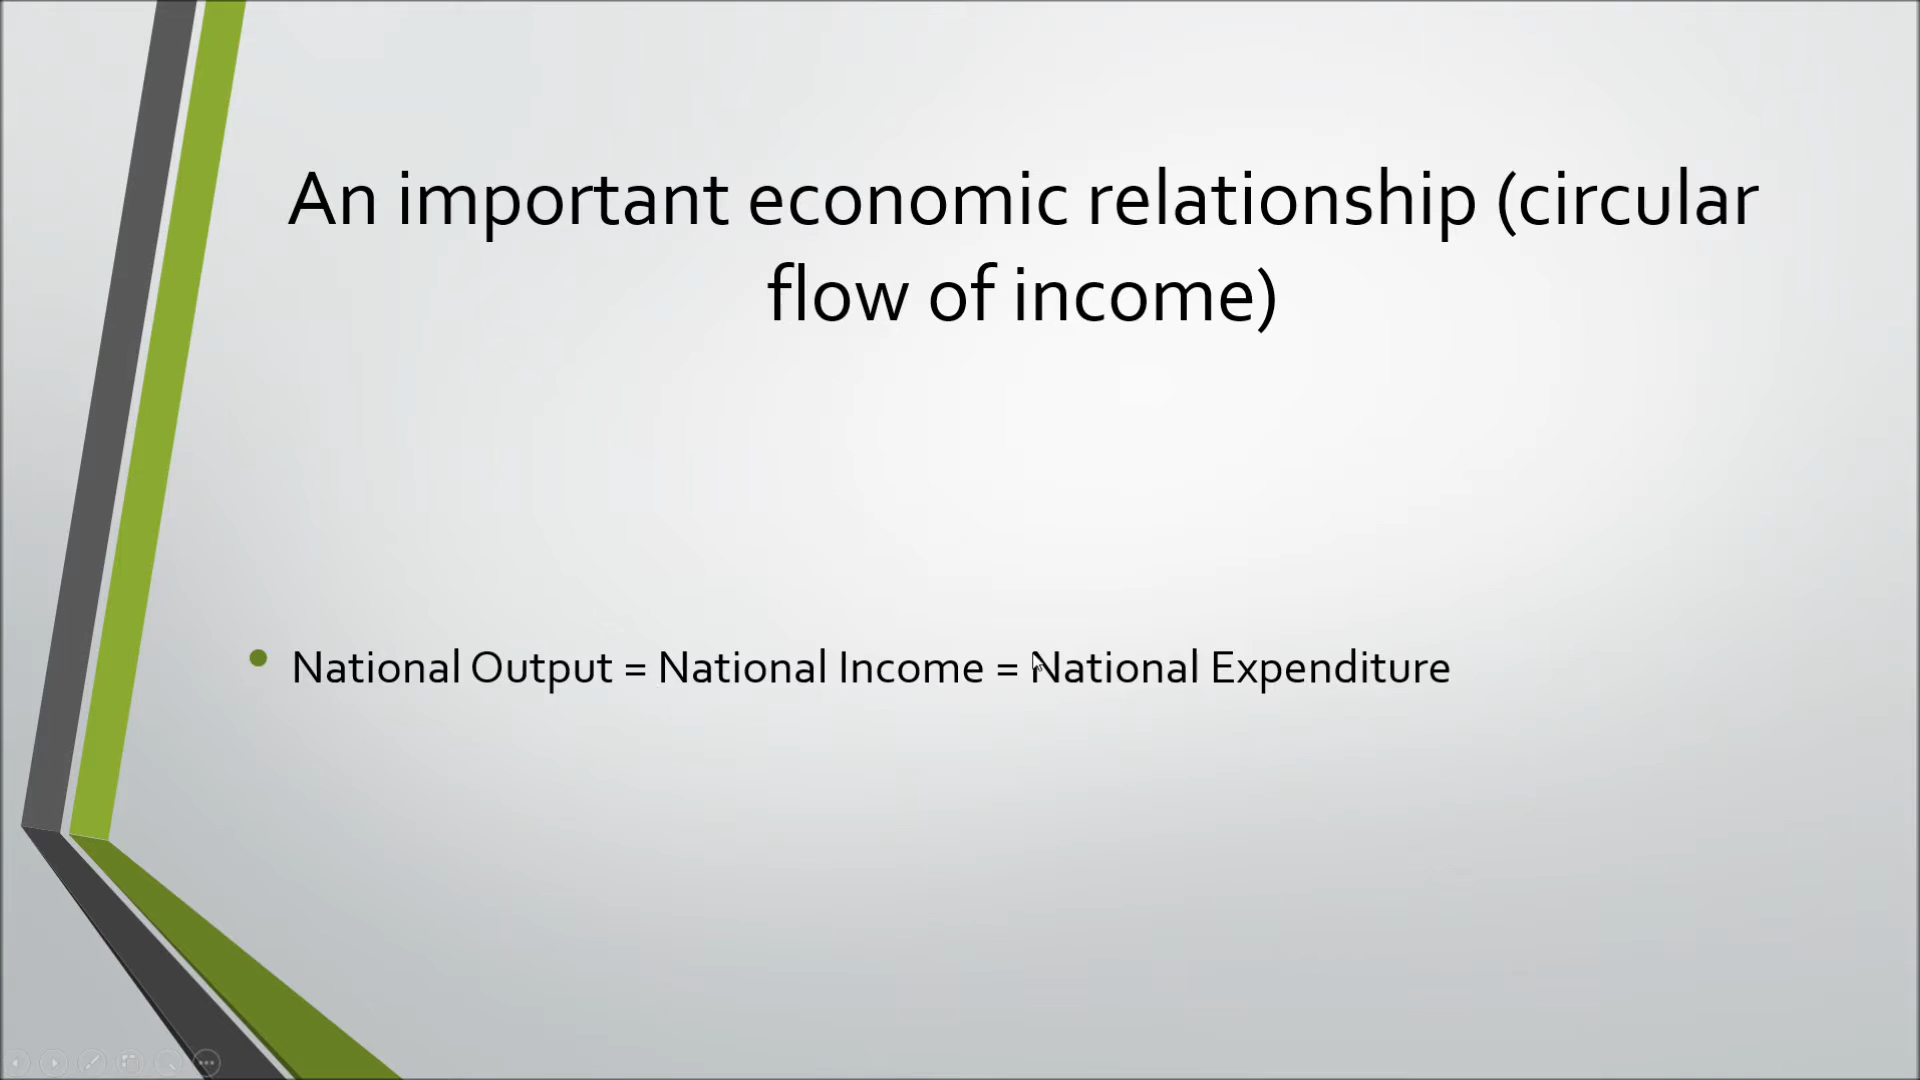 An important economic relationship (circular
flow of income)
National Output = National Income = National Expenditure